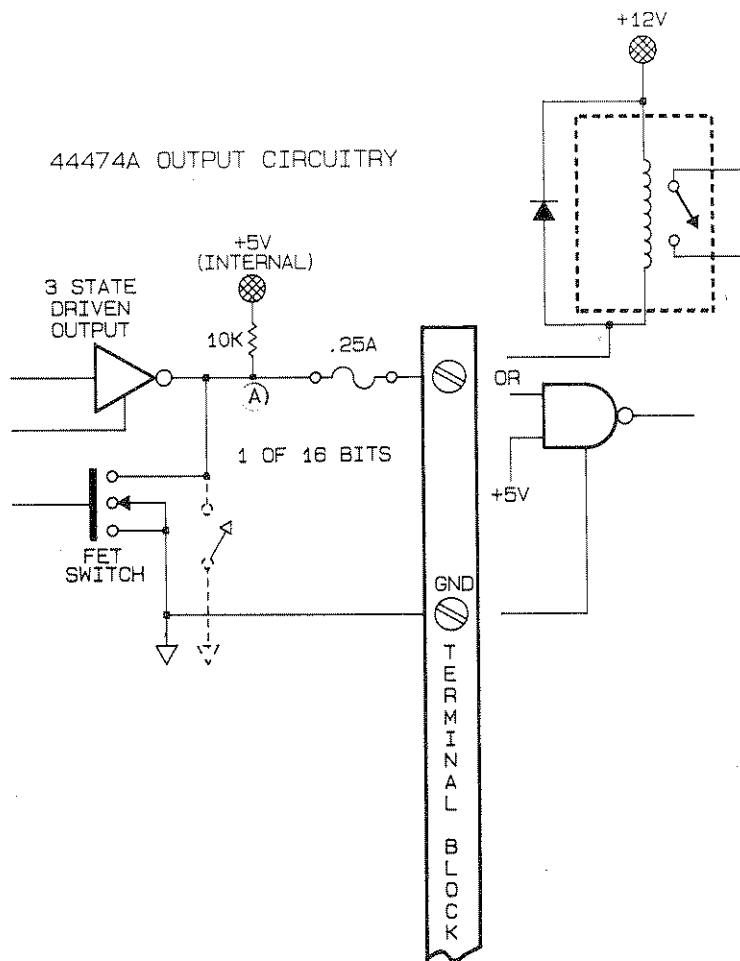 +12V
44474A OUTPUT CIRCUITRY
+5V
(INTERNAL)
3 STATE
DRIVEN
OUTPUT
10K
.25A
A
OR
1 OF 16 BITS
+5V
FET
SWITCH
GND
TERMINAL BLOCK